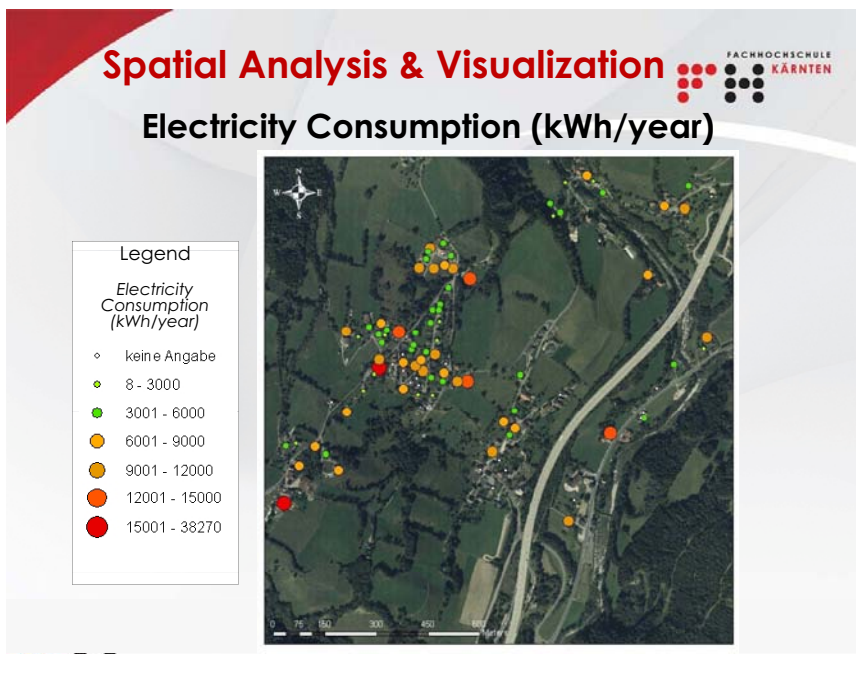 Spatial Analysis & Visualization
FACHHOCHSCHULE
KÄRNTEN
Electricity Consumption (kWh/year)
N
W E
S
Legend
Electricity
Consumption
(kWh/year)
keine Angabe
8 - 3000
3001 - 6000
6001 - 9000
9001 - 12000
12001 - 15000
15001 - 38270
0 75 150 300 450 600
Meters